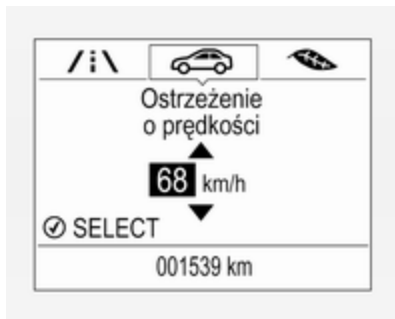 Ostrzeżenie
o prędkości
68 km/h
SELECT
001539 km